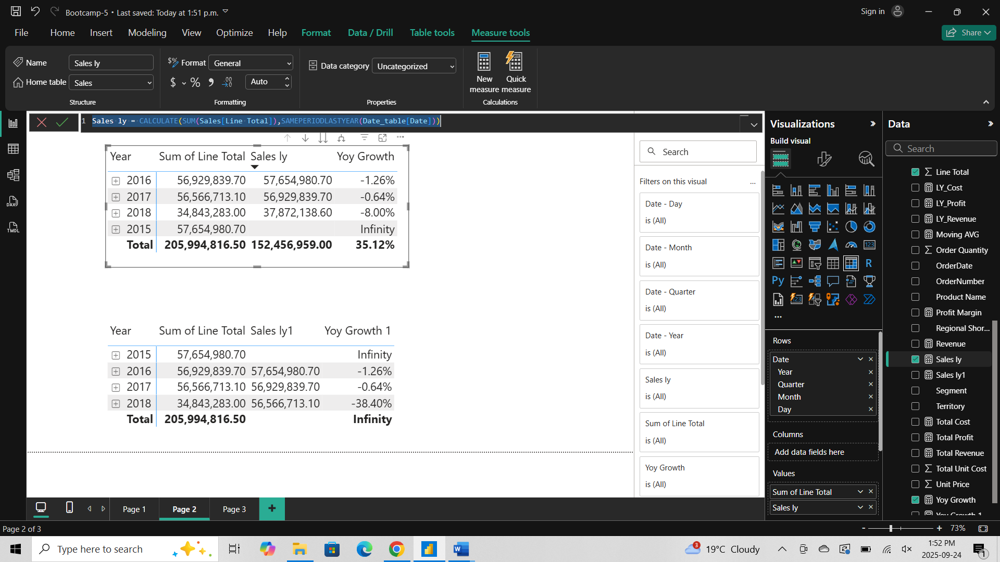 Bootcamp-5 • Last saved: Today at 1:51 p.m.
Sign in
File Home Insert Modeling View Optimize Help Format Data / Drill Table tools Measure tools
Share
Name Sales ly
Home table Sales
Structure
Format General
$ % 9 .00 Auto
Formatting
Data category Uncategorized
Properties
New measure
Quick measure
Calculations
1 Sales ly = CALCULATE(SUM(Sales[Line Total]),SAMEPERIODLASTYEAR(Date_table[Date]))
Year Sum of Line Total Sales ly Yoy Growth
2016 56,929,839.70 57,654,980.70 -1.26%
2017 56,566,713.10 56,929,839.70 -0.64%
2018 34,843,283.00 37,872,138.60 -8.00%
2015 57,654,980.70 Infinity
Total 205,994,816.50 152,456,959.00 35.12%
Year Sum of Line Total Sales ly1 Yoy Growth 1
2015 57,654,980.70 Infinity
2016 56,929,839.70 57,654,980.70 -1.26%
2017 56,566,713.10 56,929,839.70 -0.64%
2018 34,843,283.00 56,566,713.10 -38.40%
Total 205,994,816.50 Infinity
Search
Filters on this visual
Date - Day
is (All)
Date - Month
is (All)
Date - Quarter
is (All)
Date - Year
is (All)
Sales ly
is (All)
Sum of Line Total
is (All)
Yoy Growth
is (All)
Visualizations
Build visual
123
R
Py
123
Rows
Date
Year
Quarter
Month
Day
Columns
Add data fields here
Values
Sum of Line Total
Sales ly
Data
Search
Line Total
LY_Cost
LY_Profit
LY_Revenue
Moving AVG
Order Quantity
OrderDate
OrderNumber
Product Name
Profit Margin
Regional Shor...
Revenue
Sales ly
Sales ly1
Segment
Territory
Total Cost
Total Profit
Total Revenue
Total Unit Cost
Unit Price
Yoy Growth
Yoy Growth 1
DAX
TMDL
Page 1 Page 2 Page 3
Page 2 of 3
- + 73%
Type here to search
3
19°C Cloudy
1:52 PM
2025-09-24
1